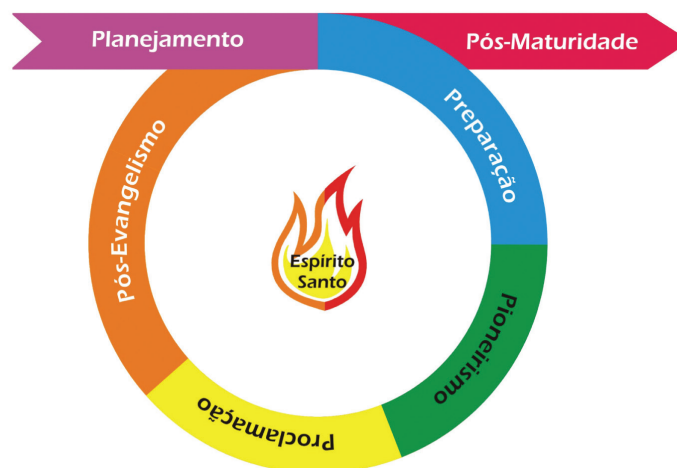 Planejamento
Pós-Maturidade
Preparação
Pioneirismo
Proclamação
Pós-Evangelismo
Espírito
Santo